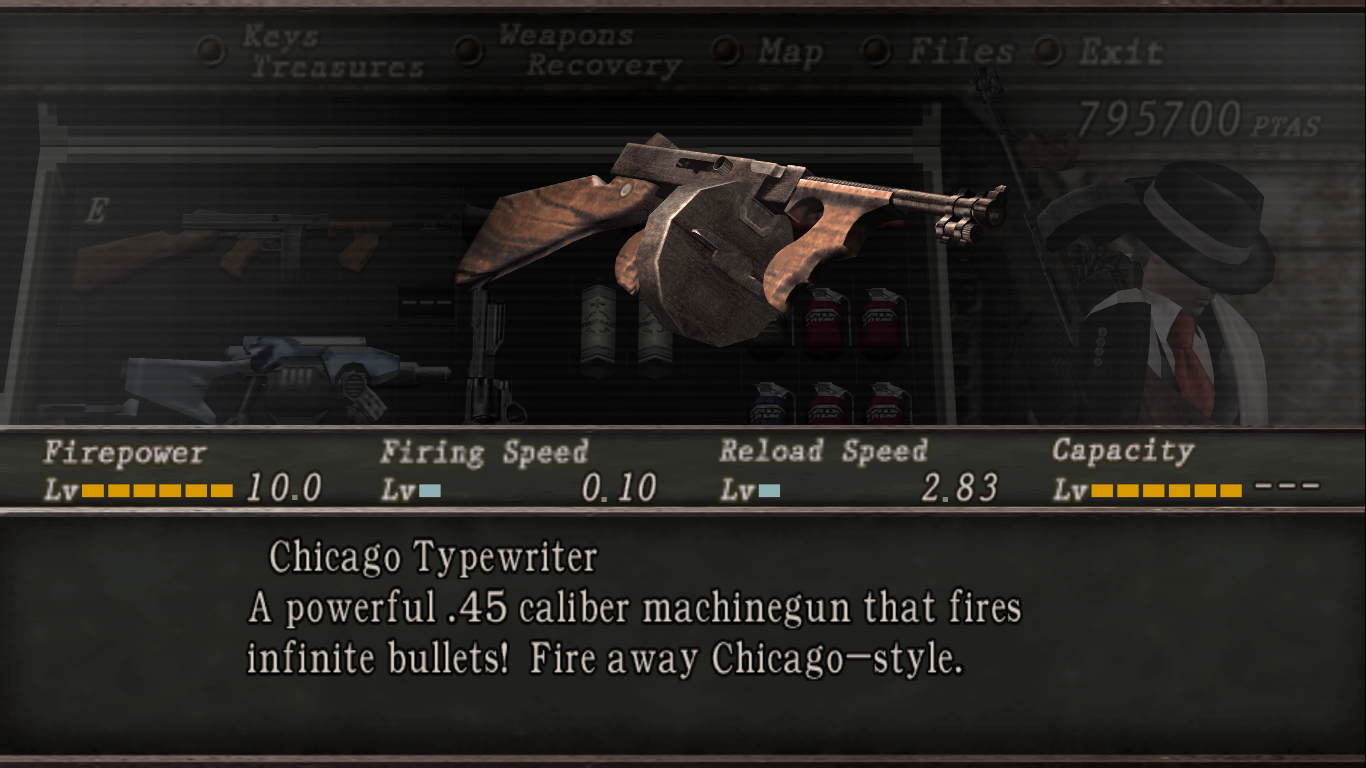 Keys
Treasures
Weapons
Recovery
Map
Files
Exit
795700 PTAS
E
---
Firepower
Firing Speed
Reload Speed
Capacity
Lv 10.0
Lv 0.10
Lv 2.83
Lv ---
Chicago Typewriter
A powerful .45 caliber machinegun that fires
infinite bullets! Fire away Chicago—style.